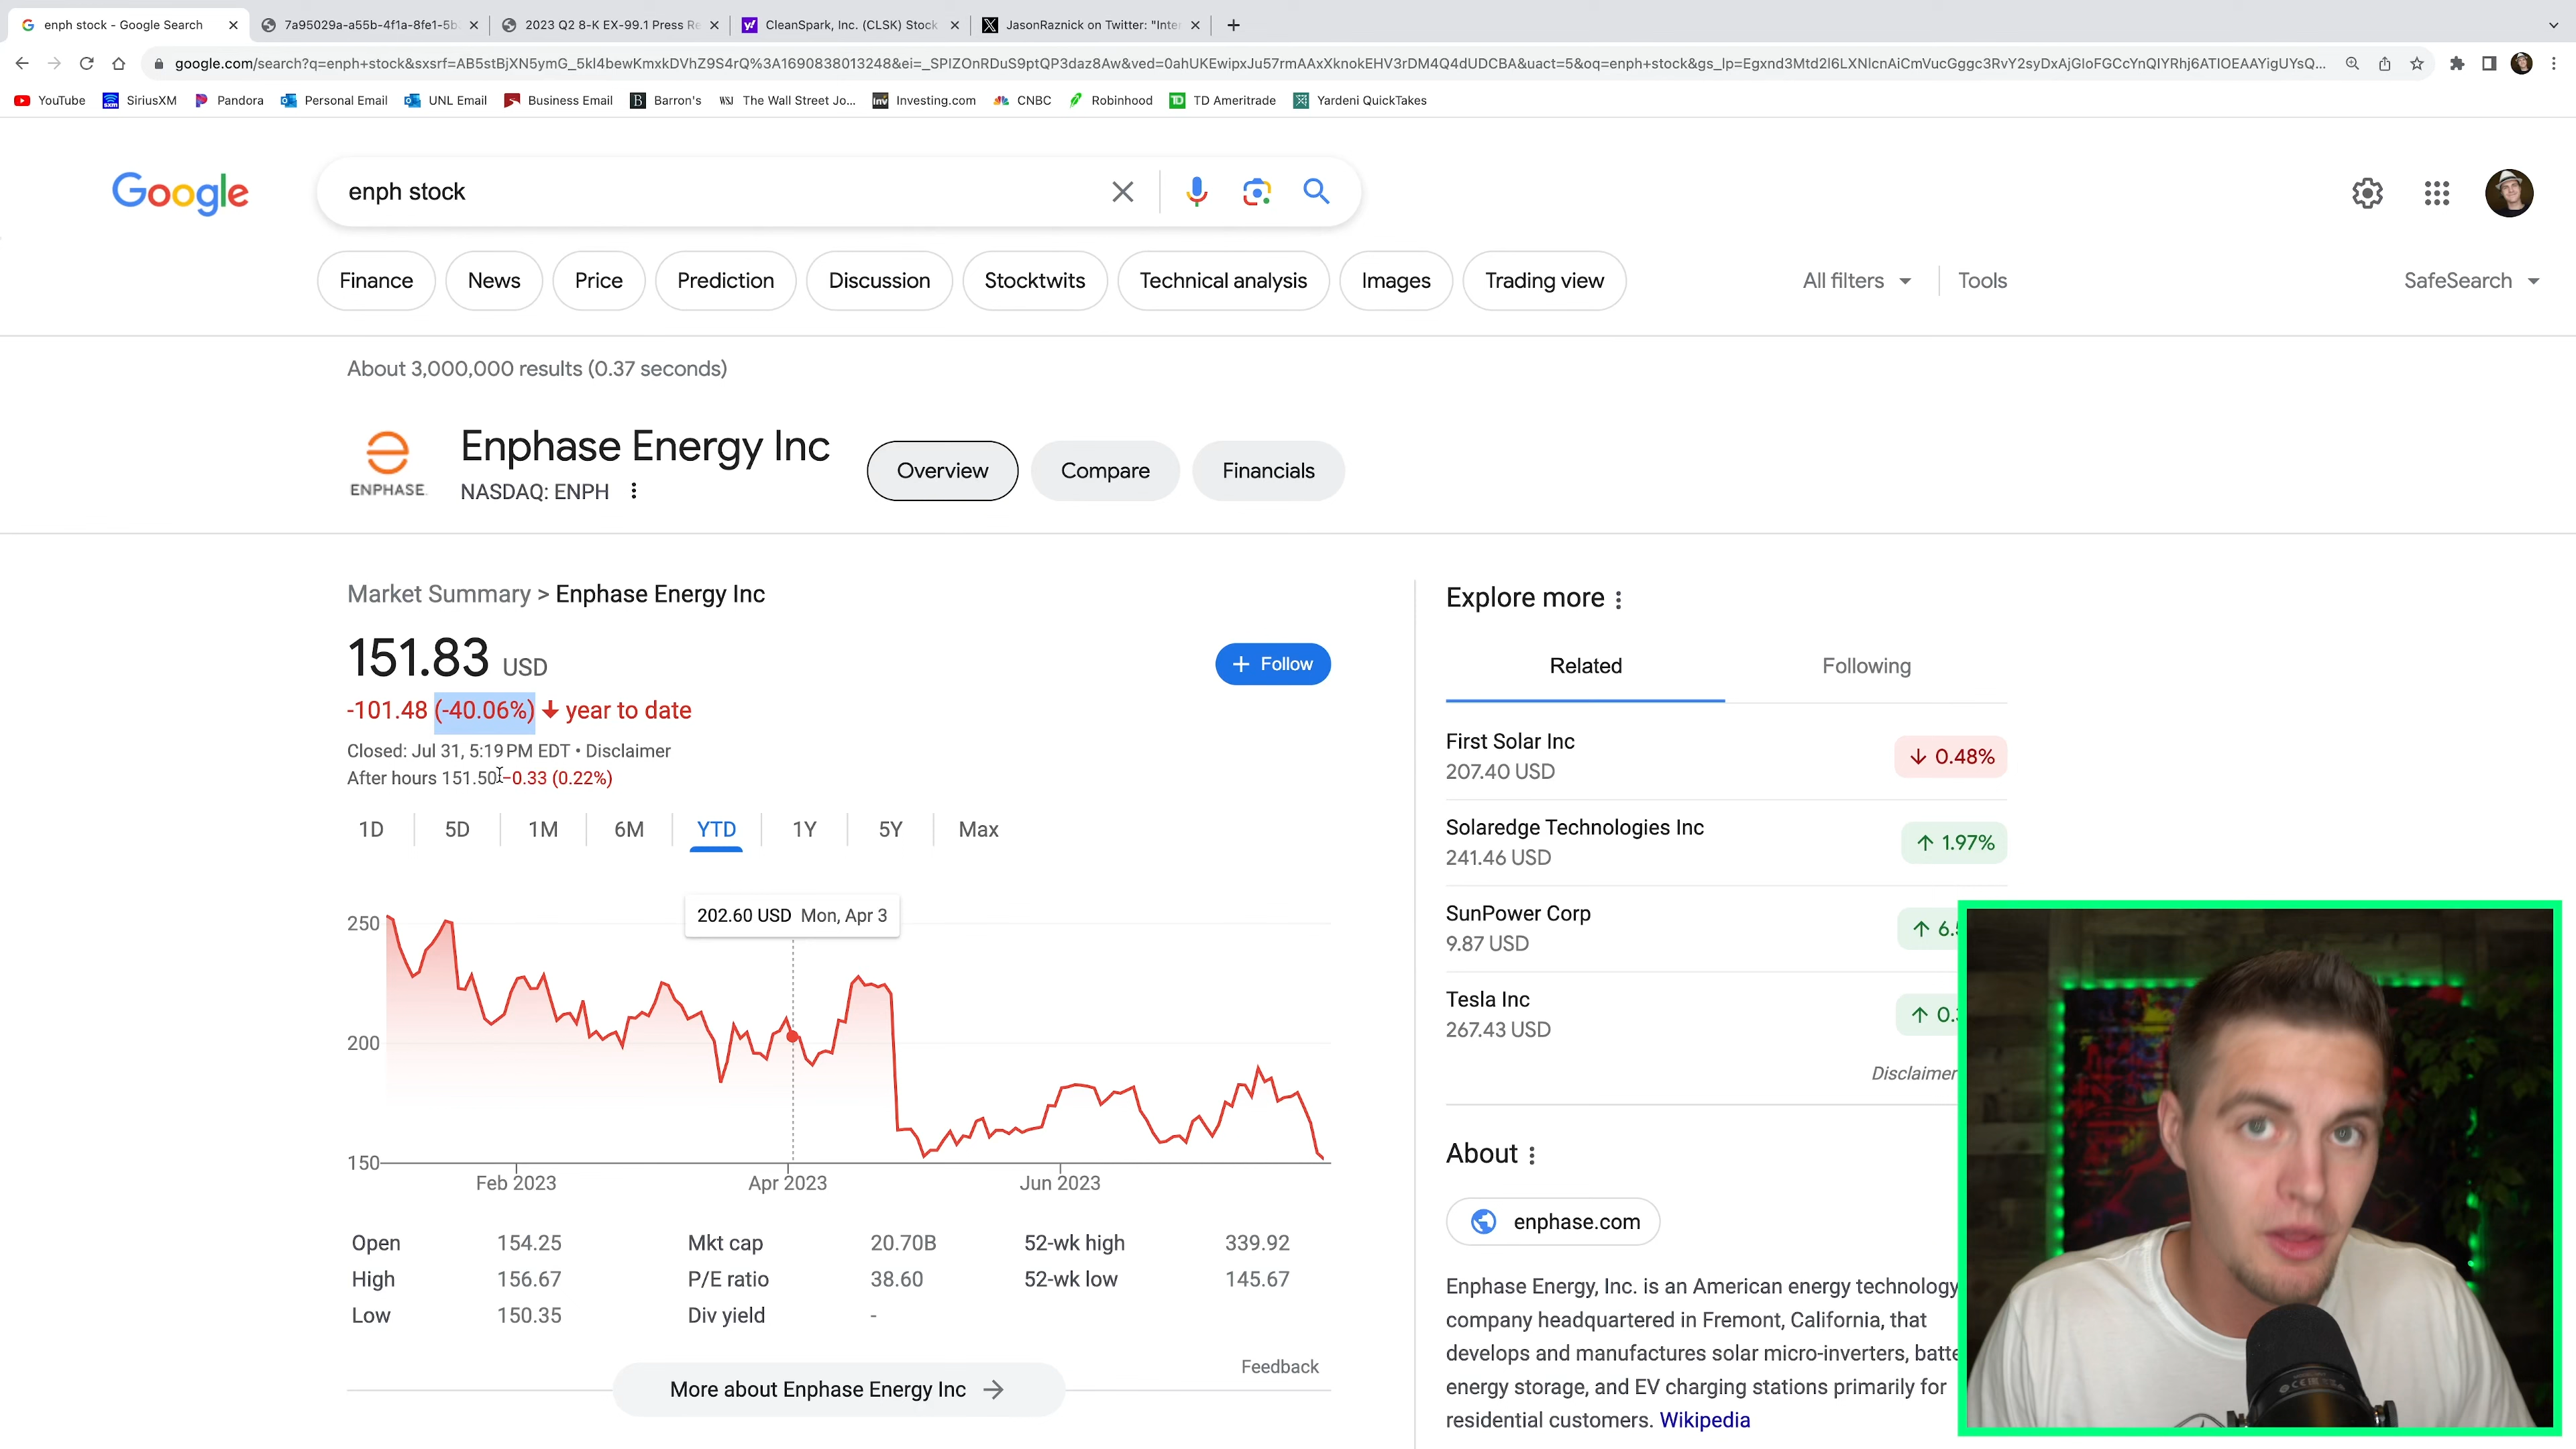 enph stock - Google Search
7a95029a-a55b-4f1a-8fe1-5b
2023 Q2 8-K EX-99.1 Press Re
CleanSpark, Inc. (CLSK) Stock
JasonRaznick on Twitter: "Inter
YouTube
SiriusXM
Pandora
Personal Email
UNL Email
Business Email
Barron's
The Wall Street Jo...
Investing.com
CNBC
Robinhood
TD Ameritrade
Yardeni QuickTakes
Google
enph stock
Finance
News
Price
Prediction
Discussion
Stocktwits
Technical analysis
Images
Trading view
All filters
Tools
SafeSearch
About 3,000,000 results (0.37 seconds)
ENPHASE
Enphase Energy Inc
NASDAQ: ENPH
Overview
Compare
Financials
Market Summary > Enphase Energy Inc
151.83 USD
-101.48 (-40.06%) year to date
Closed: Jul 31, 5:19 PM EDT • Disclaimer
After hours 151.50 −0.33 (0.22%)
+ Follow
1D
5D
1M
6M
YTD
1Y
5Y
Max
202.60 USD Mon, Apr 3
250
200
150
Feb 2023
Apr 2023
Jun 2023
Open 154.25 Mkt cap 20.70B 52-wk high 339.92
High 156.67 P/E ratio 38.60 52-wk low 145.67
Low 150.35 Div yield -
Feedback
More about Enphase Energy Inc
Explore more
Related
Following
First Solar Inc
207.40 USD
0.48%
Solaredge Technologies Inc
241.46 USD
1.97%
SunPower Corp
9.87 USD
Tesla Inc
267.43 USD
Disclaimer
About
enphase.com
Enphase Energy, Inc. is an American energy technology
company headquartered in Fremont, California, that
develops and manufactures solar micro-inverters, batte
energy storage, and EV charging stations primarily for
residential customers. Wikipedia